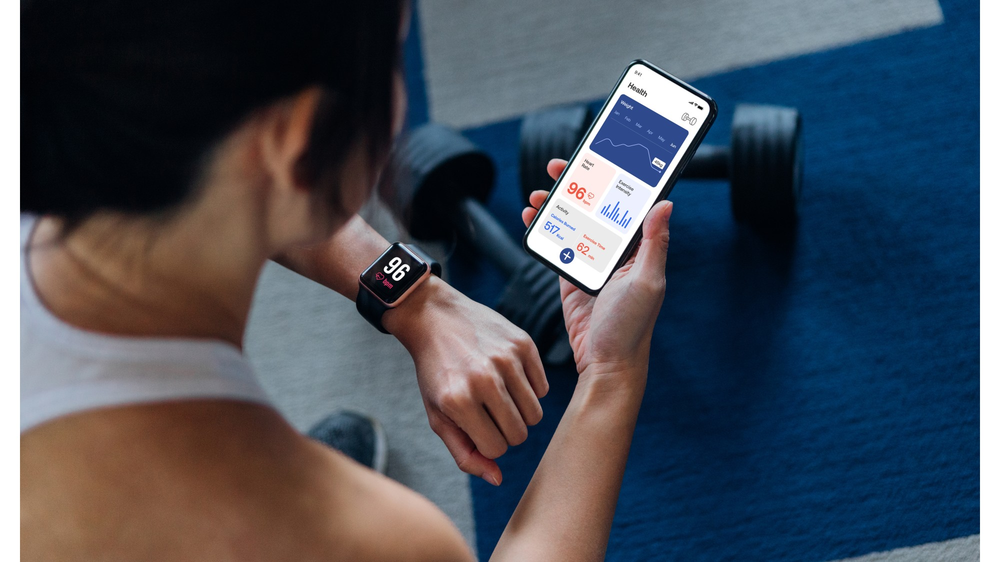 9:41
Health
Weight
Jan Feb Mar Apr May Jun
45kg
Heart
Rate
96
bpm
Exercise
Intensity
Activity
Calories Burned
517 Kcal
Exercise Time
62 min
96
bpm